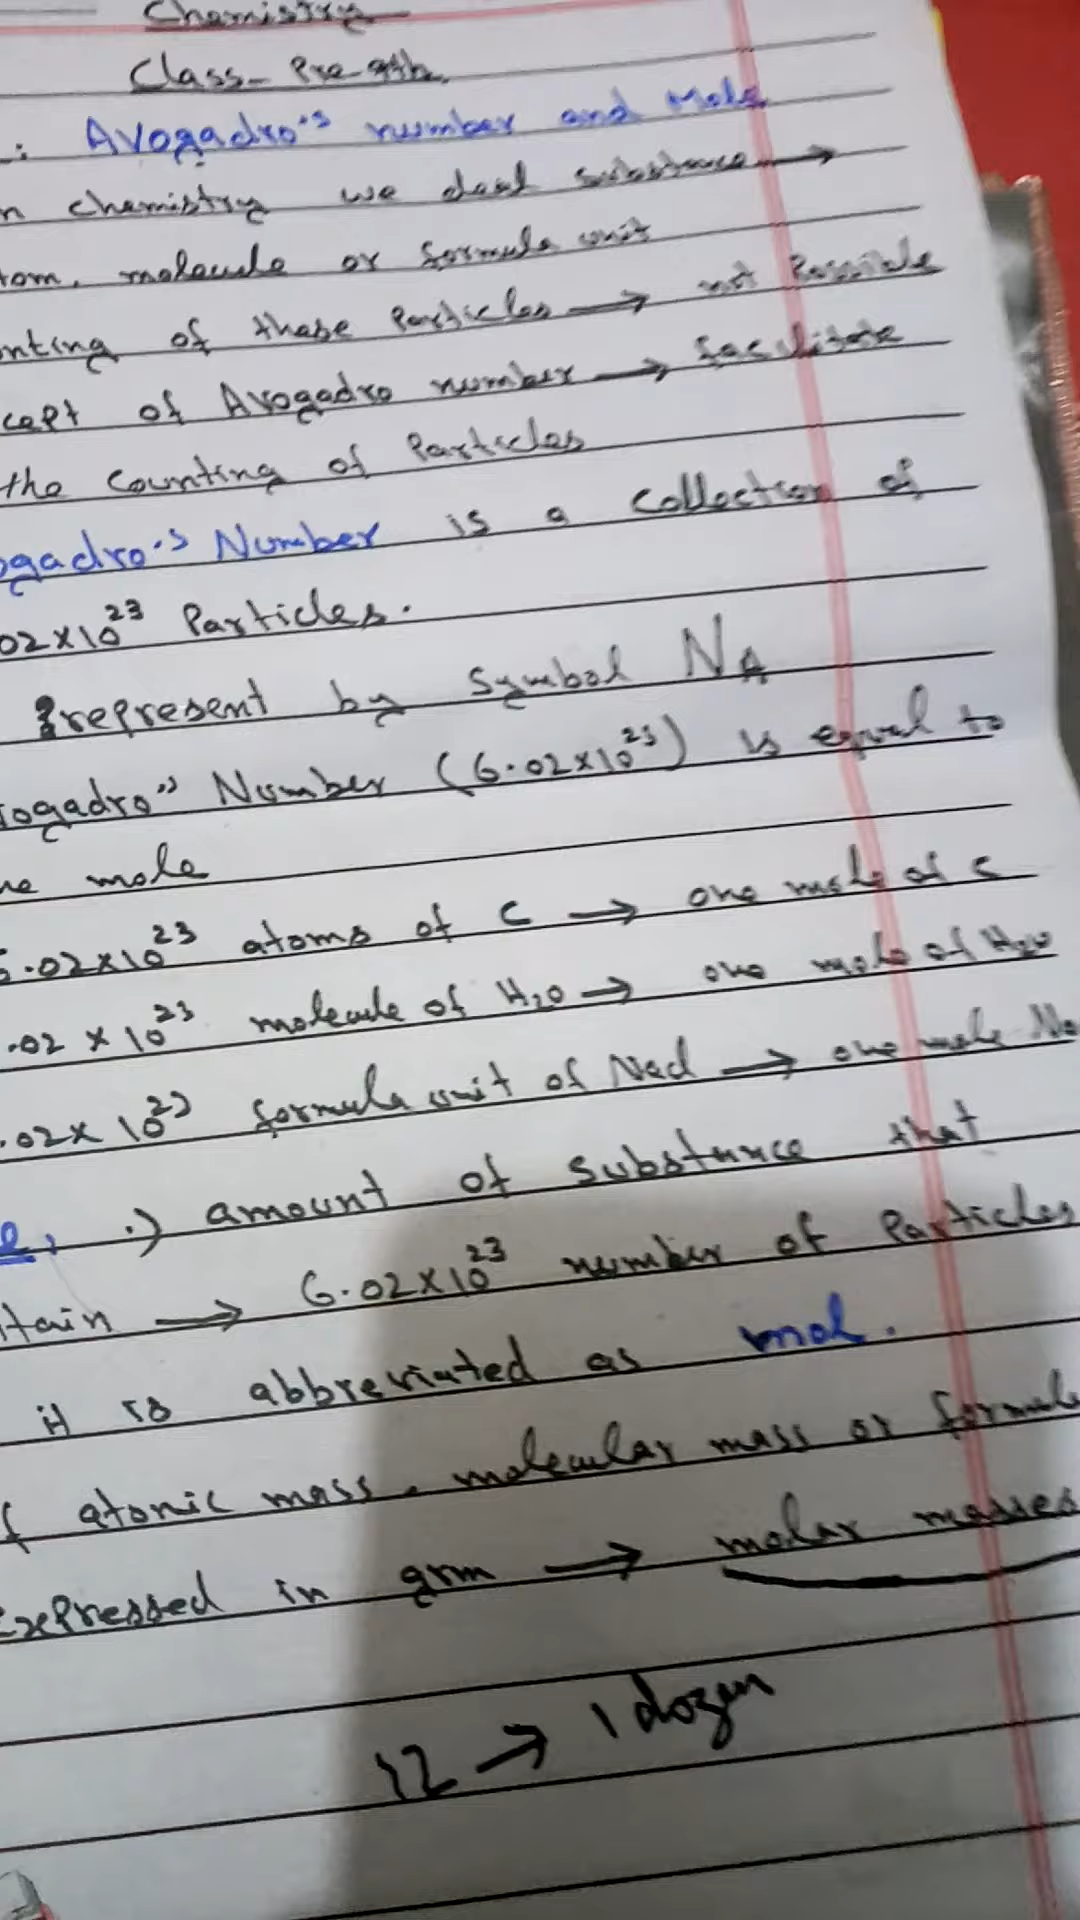 Chemistry
Class- Pre-9th.
: Avogadro's number and Mole
n chemistry we deal substance →
tom, molecule or formula unit
nting of these Particles → not Possible
cept of Avogadro number → facilitate
the Counting of Particles
ogadro's Number is a Collection of
02×10²³ Particles.
represent by Symbol N_A
ogadro's Number (6.02×10²³) is equal to
ne mole
6.02×10²³ atoms of C → one mole of C
.02 × 10²³ molecule of H₂O → one mole of H₂O
.02× 10²³ formula unit of NaCl → one mole Na
e, .) amount of Substance that
tain → 6.02×10²³ number of Particles
it is abbreviated as mol.
f atomic mass, molecular mass or formula
Expressed in grm → molar masses
12 → 1 dozen